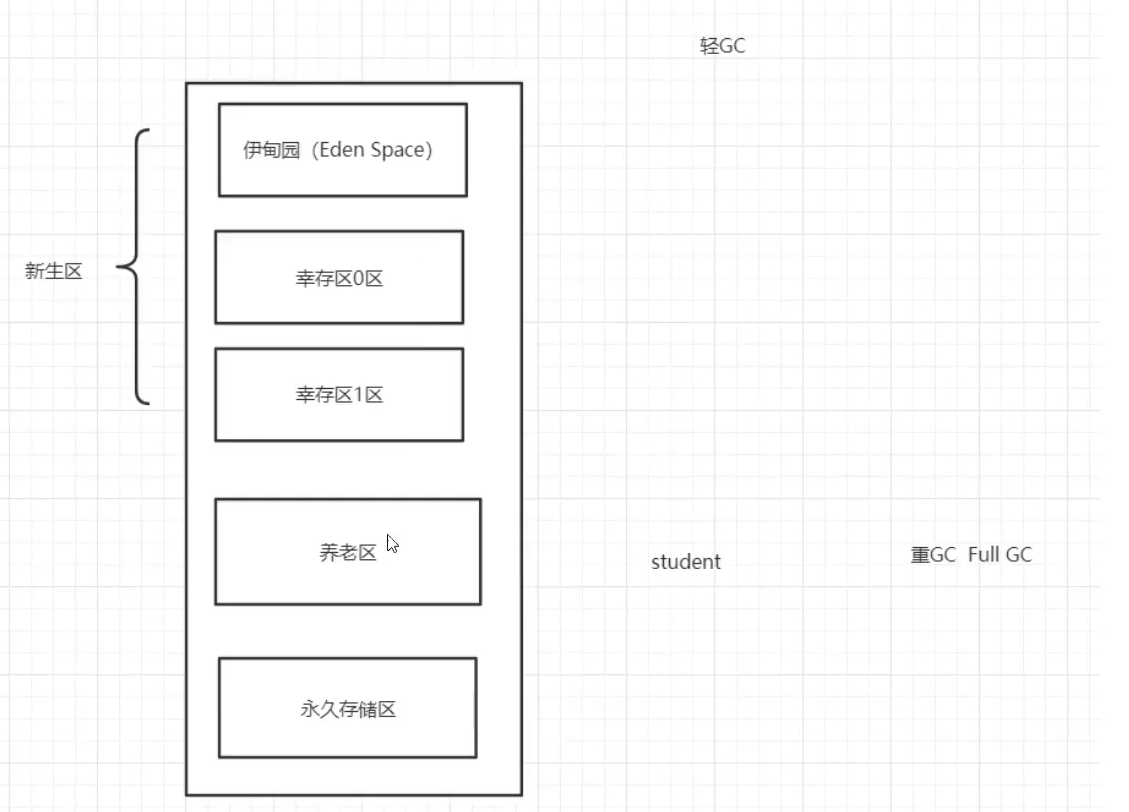 轻GC
伊甸园（Eden Space）
新生区
幸存区0区
幸存区1区
养老区
student
重GC Full GC
永久存储区